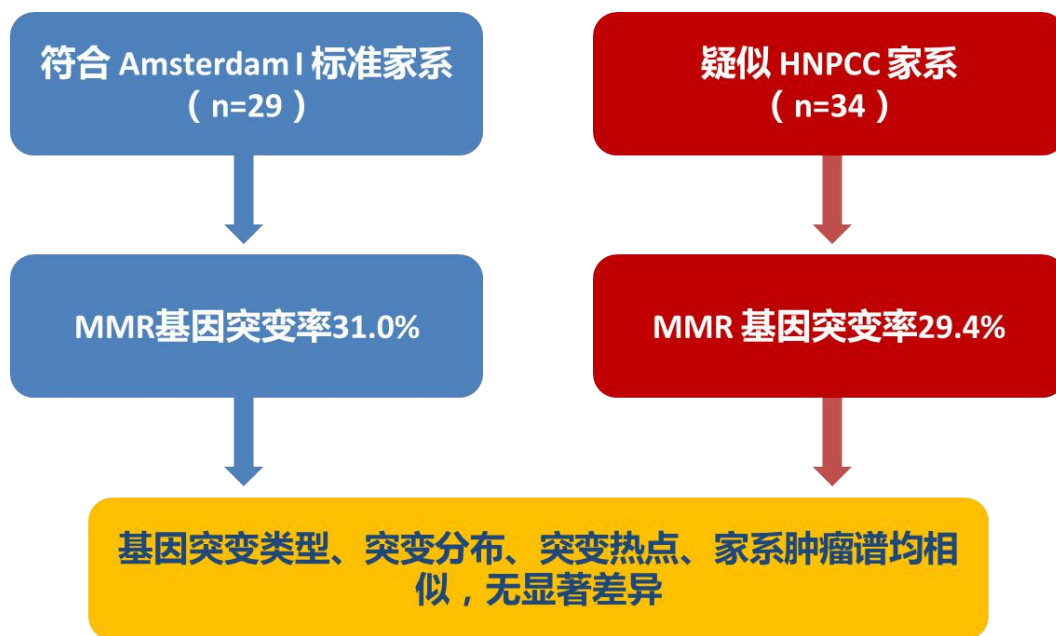 符合 Amsterdam I 标准家系
（ n=29 ）
疑似 HNPCC 家系
（ n=34 ）
MMR基因突变率31.0%
MMR 基因突变率29.4%
基因突变类型、突变分布、突变热点、家系肿瘤谱均相
似，无显著差异